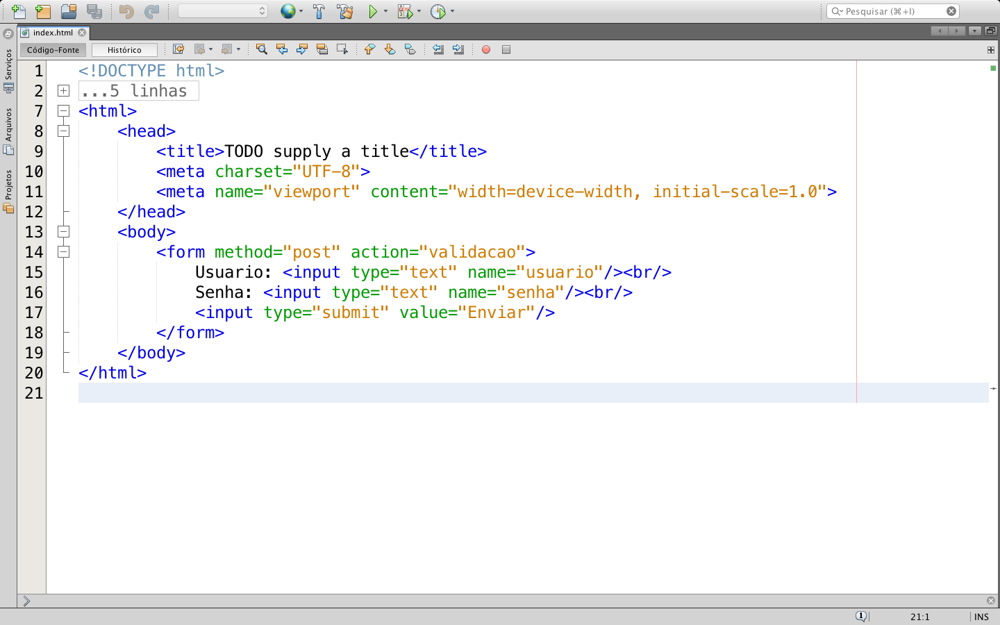 Pesquisar (⌘+I)
index.html
Código-Fonte
Histórico
Serviços
Arquivos
Projetos
1 <!DOCTYPE html>
2 ...5 linhas
7 <html>
8 <head>
9 <title>TODO supply a title</title>
10 <meta charset="UTF-8">
11 <meta name="viewport" content="width=device-width, initial-scale=1.0">
12 </head>
13 <body>
14 <form method="post" action="validacao">
15 Usuario: <input type="text" name="usuario"/><br/>
16 Senha: <input type="text" name="senha"/><br/>
17 <input type="submit" value="Enviar"/>
18 </form>
19 </body>
20 </html>
21
1
21:1
INS